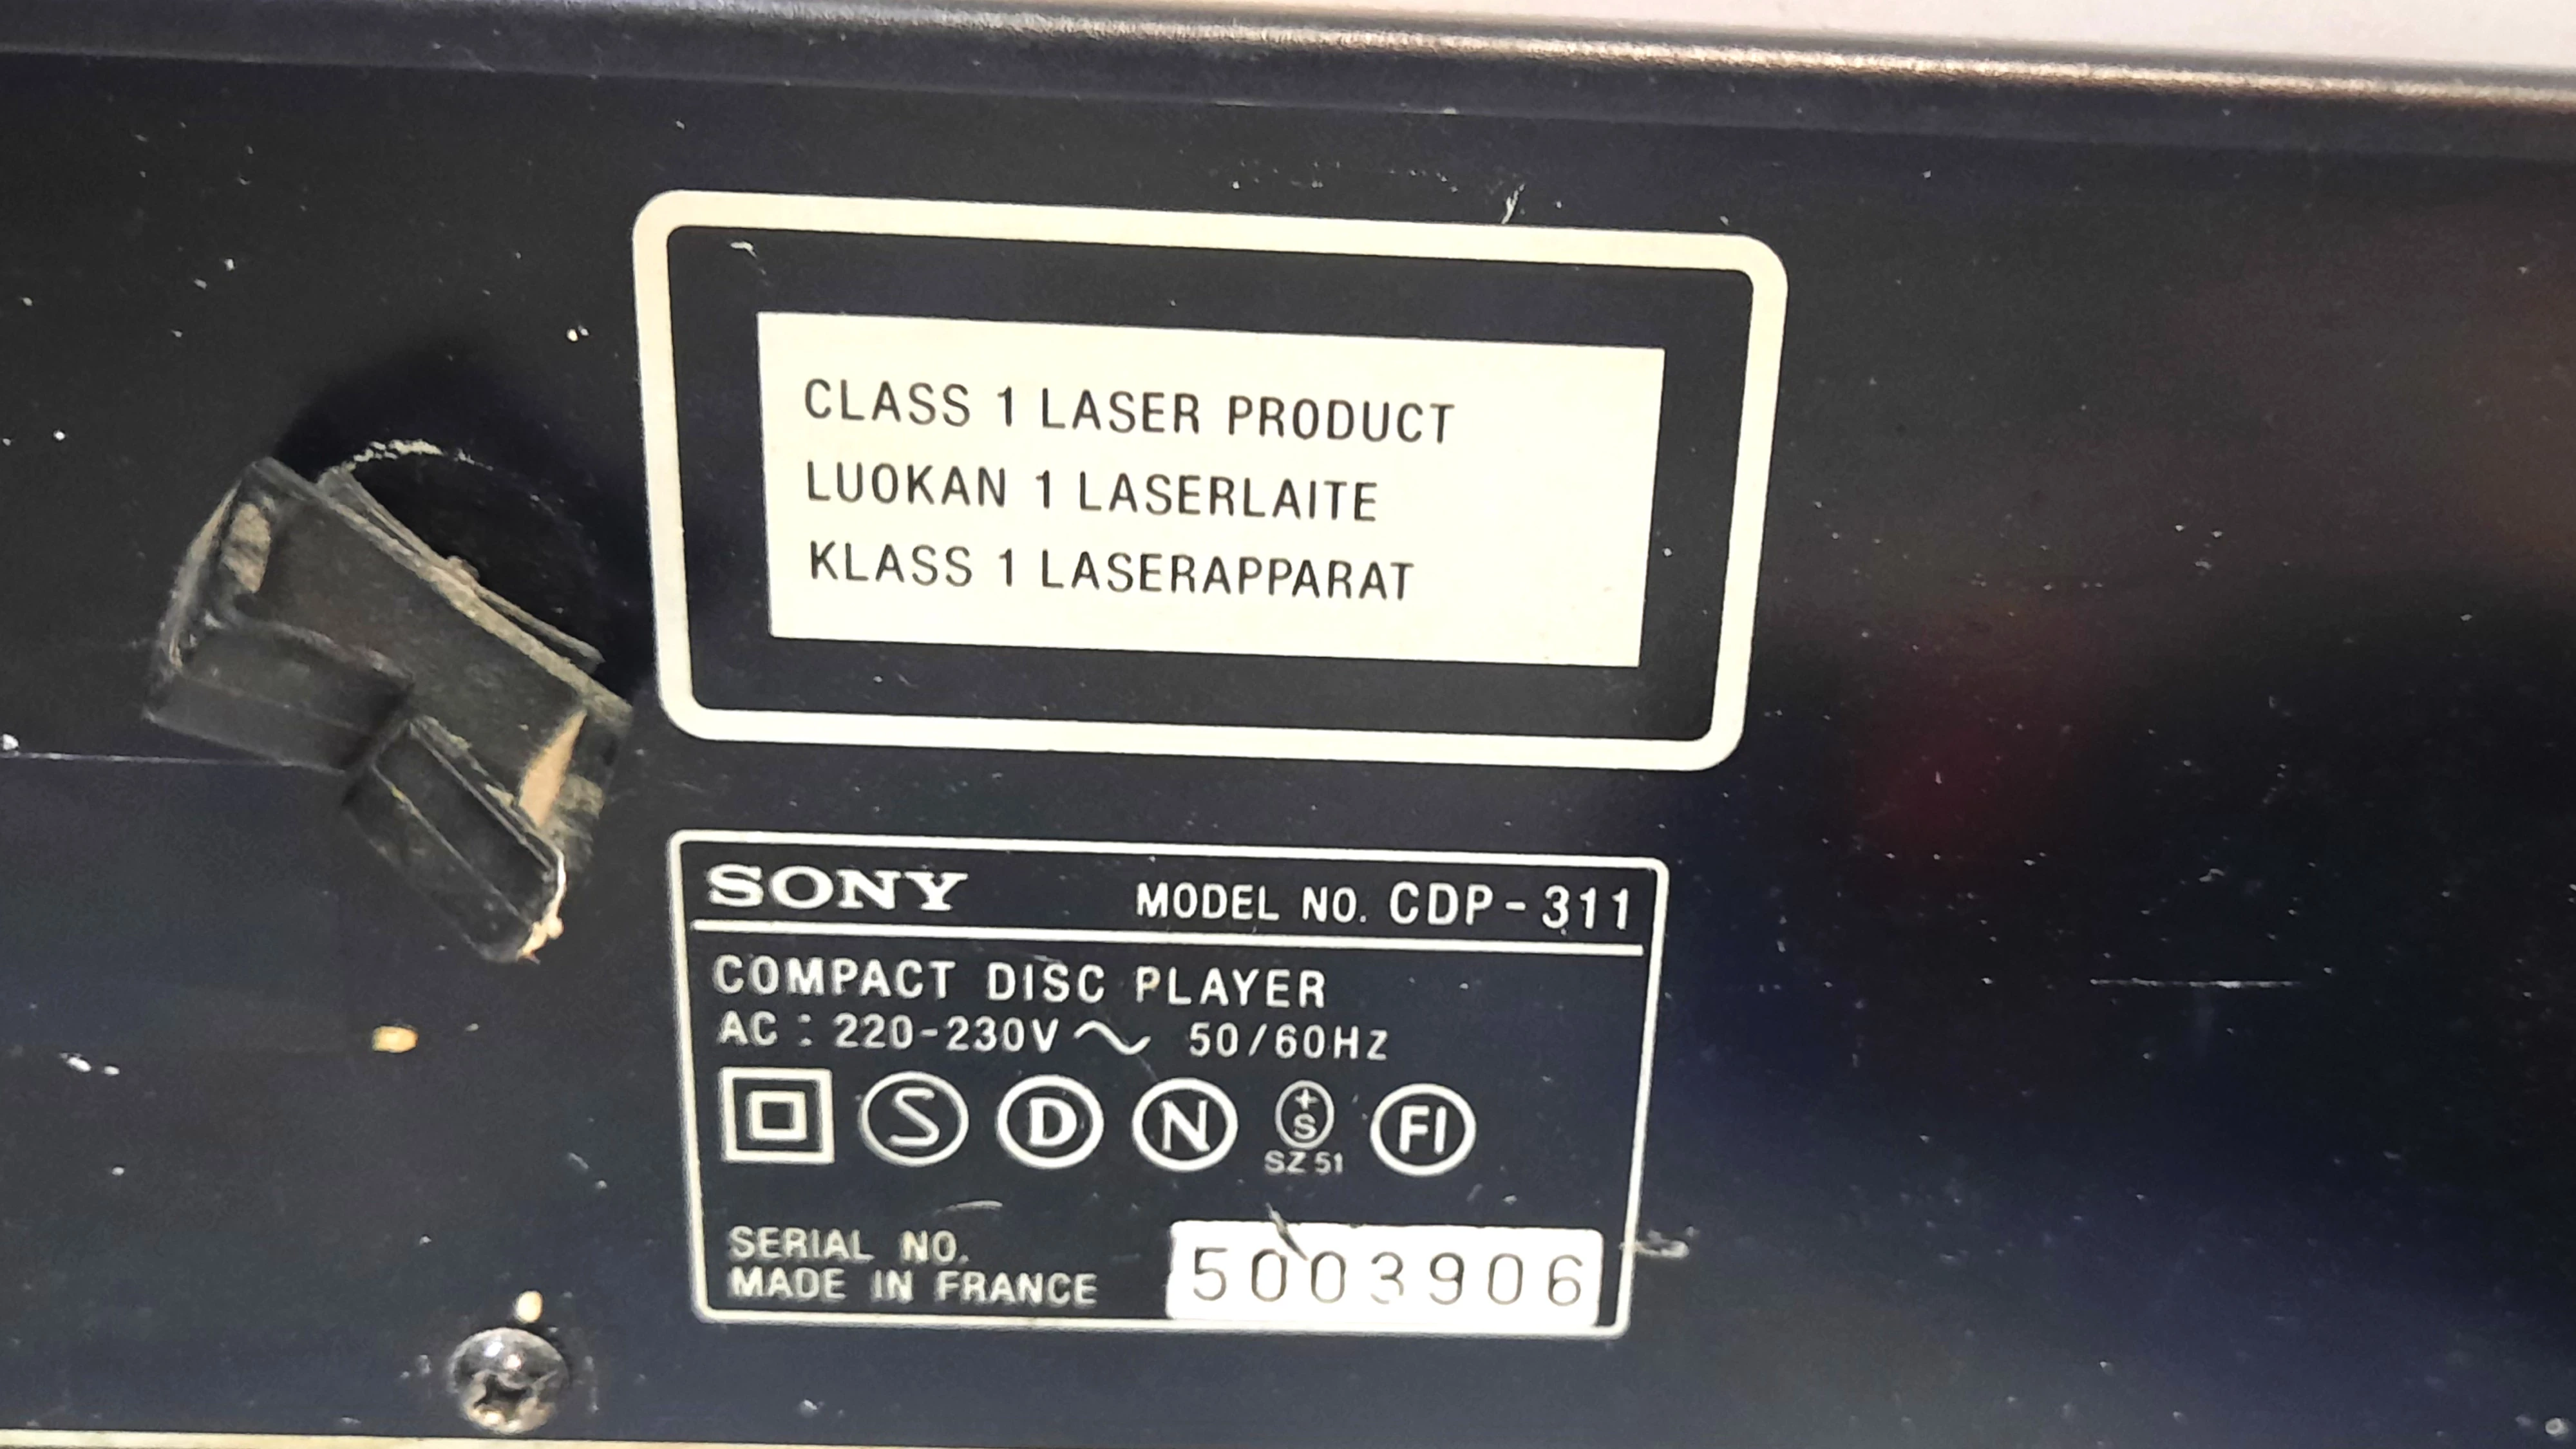 CLASS 1 LASER PRODUCT
LUOKAN 1 LASERLAITE
KLASS 1 LASERAPPARAT
SONY MODEL NO. CDP-311
COMPACT DISC PLAYER
AC : 220-230V ~ 50/60HZ
S D N +S FI
SZ 51
SERIAL NO.
MADE IN FRANCE 5003906